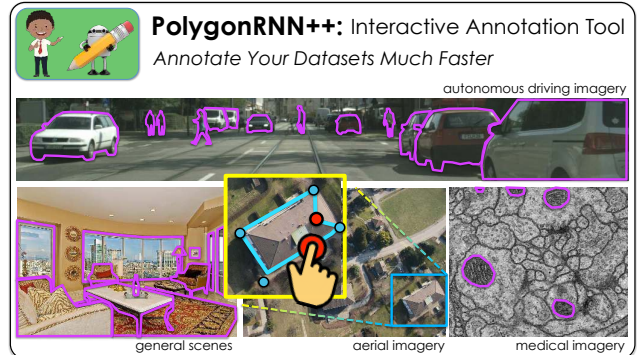 PolygonRNN++: Interactive Annotation Tool
Annotate Your Datasets Much Faster
autonomous driving imagery
general scenes
aerial imagery
medical imagery